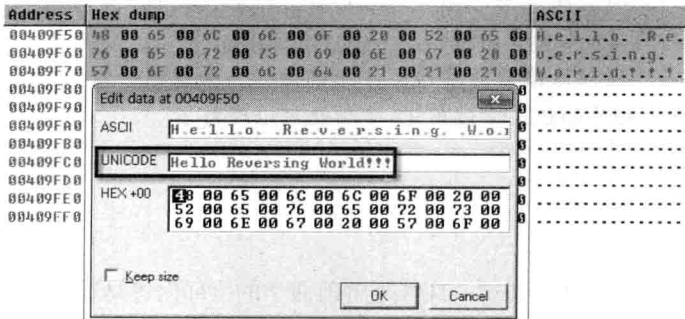 Address Hex dump ASCII
00409F50 48 00 65 00 6C 00 6C 00 6F 00 20 00 52 00 65 00 H.e.l.l.o. .R.e.
00409F60 76 00 65 00 72 00 73 00 69 00 6E 00 67 00 20 00 v.e.r.s.i.n.g. .
00409F70 57 00 6F 00 72 00 6C 00 64 00 21 00 21 00 21 00 W.o.r.l.d.!.!.!.
00409F80 ................
00409F90 ................
00409FA0 ................
00409FB0 ................
00409FC0 ................
00409FD0 ................
00409FE0 ................
00409FF0 ................
Edit data at 00409F50
ASCII H.e.l.l.o. .R.e.v.e.r.s.i.n.g. .W.o.r
UNICODE Hello Reversing World!!!
HEX +00 48 00 65 00 6C 00 6C 00 6F 00 20 00
52 00 65 00 76 00 65 00 72 00 73 00
69 00 6E 00 67 00 20 00 57 00 6F 00
Keep size
OK Cancel